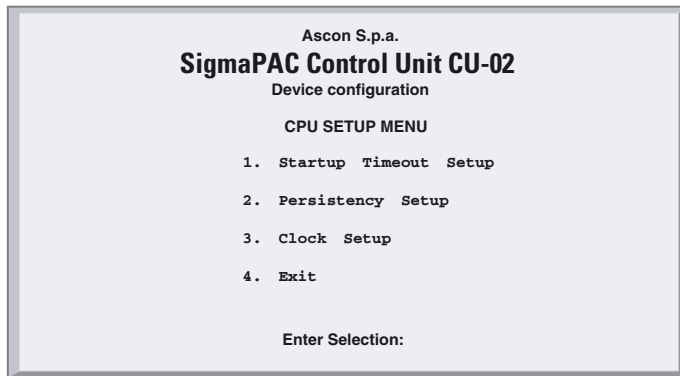 Ascon S.p.a.
SigmaPAC Control Unit CU-02
Device configuration
CPU SETUP MENU
1. Startup Timeout Setup
2. Persistency Setup
3. Clock Setup
4. Exit
Enter Selection: